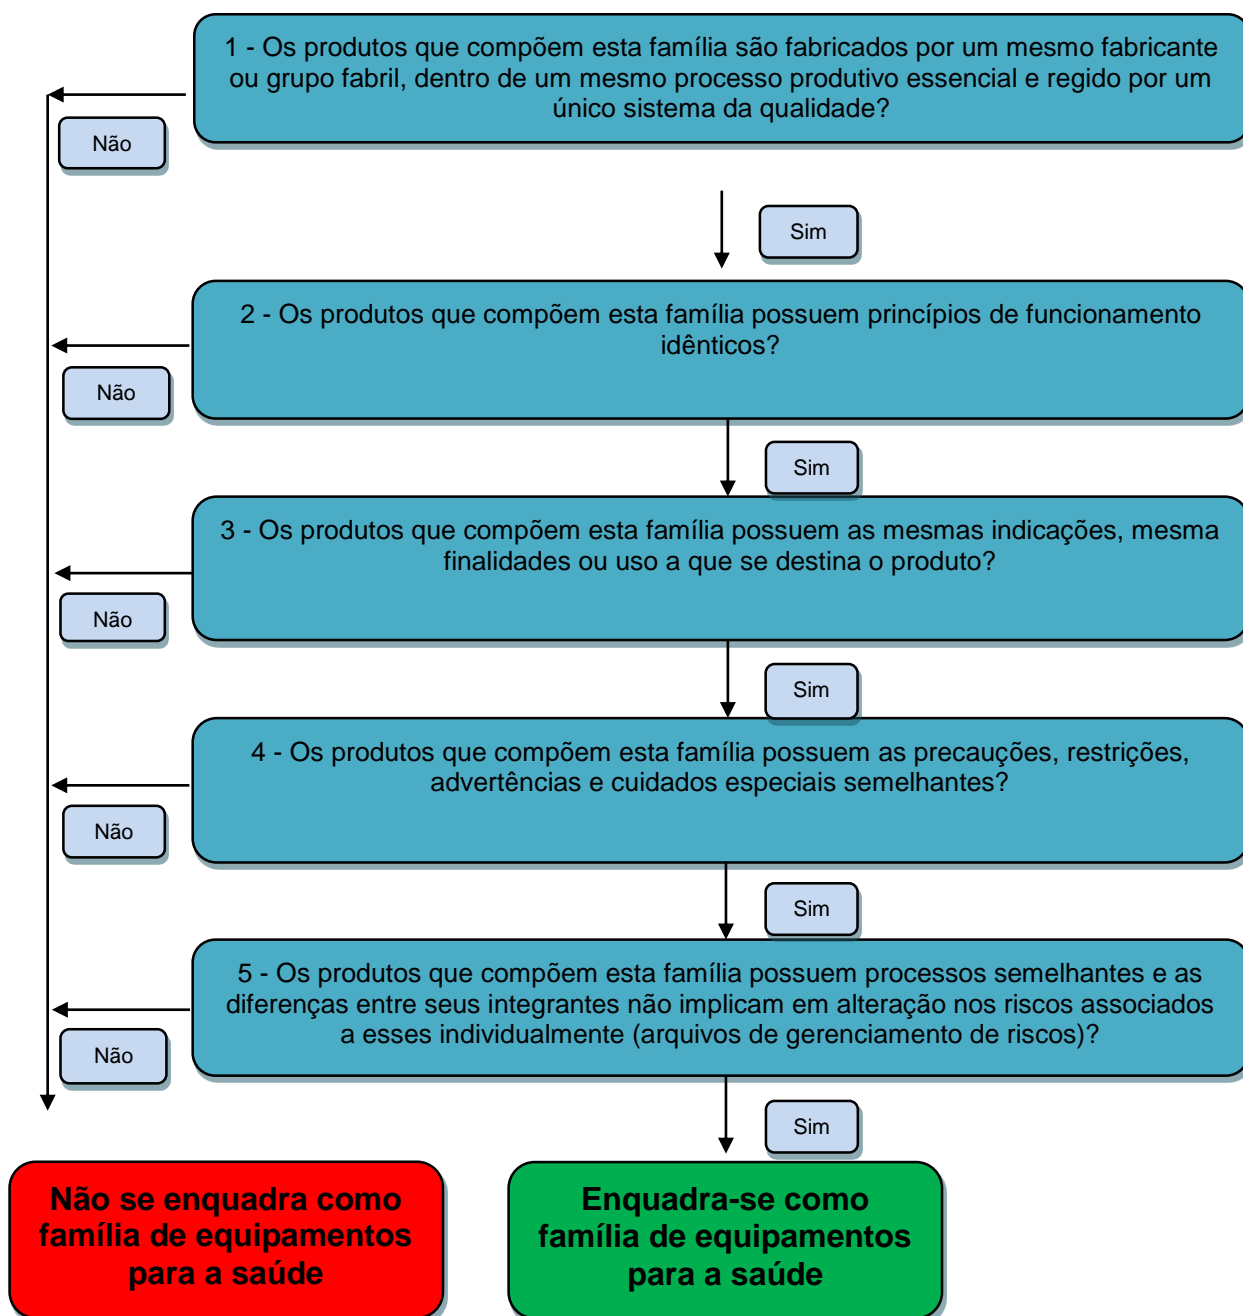 1 - Os produtos que compõem esta família são fabricados por um mesmo fabricante
ou grupo fabril, dentro de um mesmo processo produtivo essencial e regido por um
único sistema da qualidade?
Não
Sim
2 - Os produtos que compõem esta família possuem princípios de funcionamento
idênticos?
Não
Sim
3 - Os produtos que compõem esta família possuem as mesmas indicações, mesma
finalidades ou uso a que se destina o produto?
Não
Sim
4 - Os produtos que compõem esta família possuem as precauções, restrições,
advertências e cuidados especiais semelhantes?
Não
Sim
5 - Os produtos que compõem esta família possuem processos semelhantes e as
diferenças entre seus integrantes não implicam em alteração nos riscos associados
a esses individualmente (arquivos de gerenciamento de riscos)?
Não
Sim
Não se enquadra como
família de equipamentos
para a saúde
Enquadra-se como
família de equipamentos
para a saúde